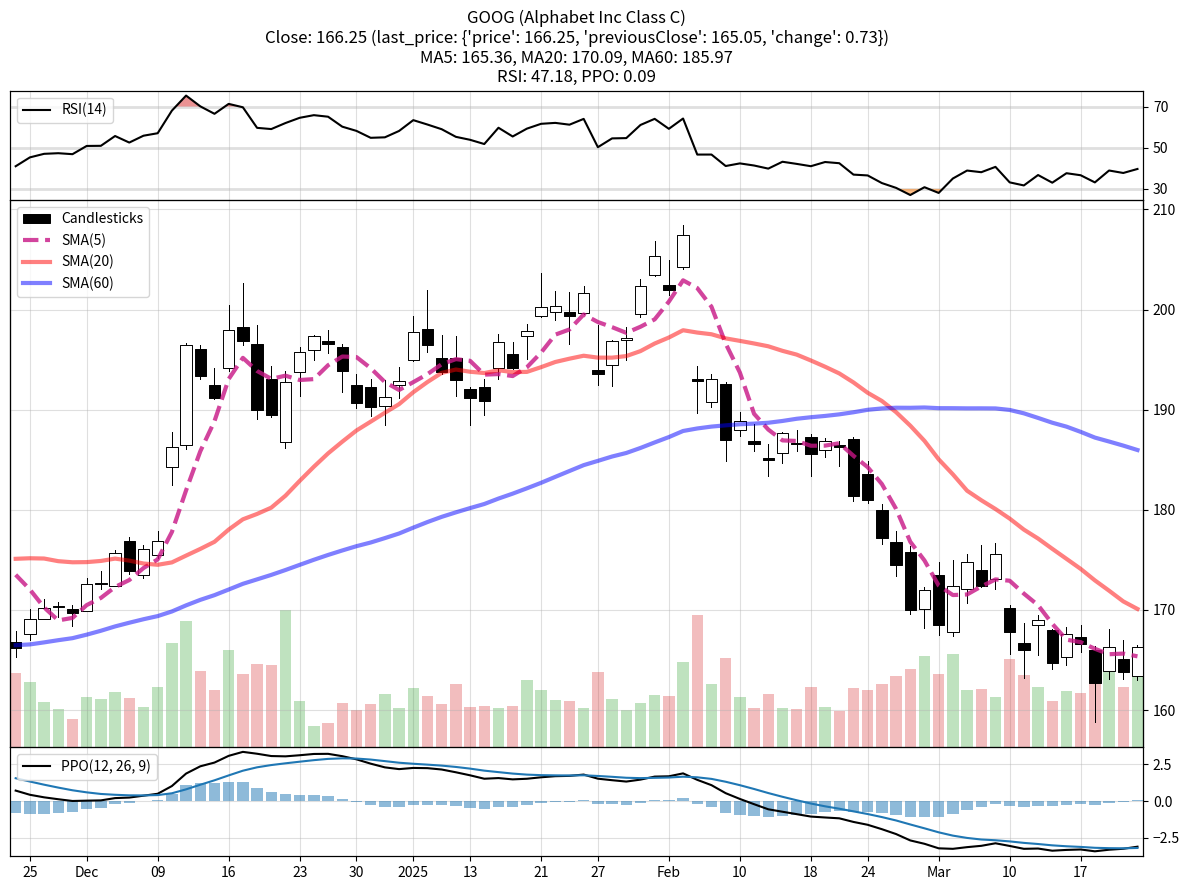 GOOG (Alphabet Inc Class C)
Close: 166.25 (last_price: {'price': 166.25, 'previousClose': 165.05, 'change': 0.73})
MA5: 165.36, MA20: 170.09, MA60: 185.97
RSI: 47.18, PPO: 0.09
RSI(14)
70
50
30
Candlesticks
SMA(5)
SMA(20)
SMA(60)
210
200
190
180
170
160
PPO(12, 26, 9)
2.5
0.0
−2.5
25 Dec 09 16 23 30 2025 13 21 27 Feb 10 18 24 Mar 10 17